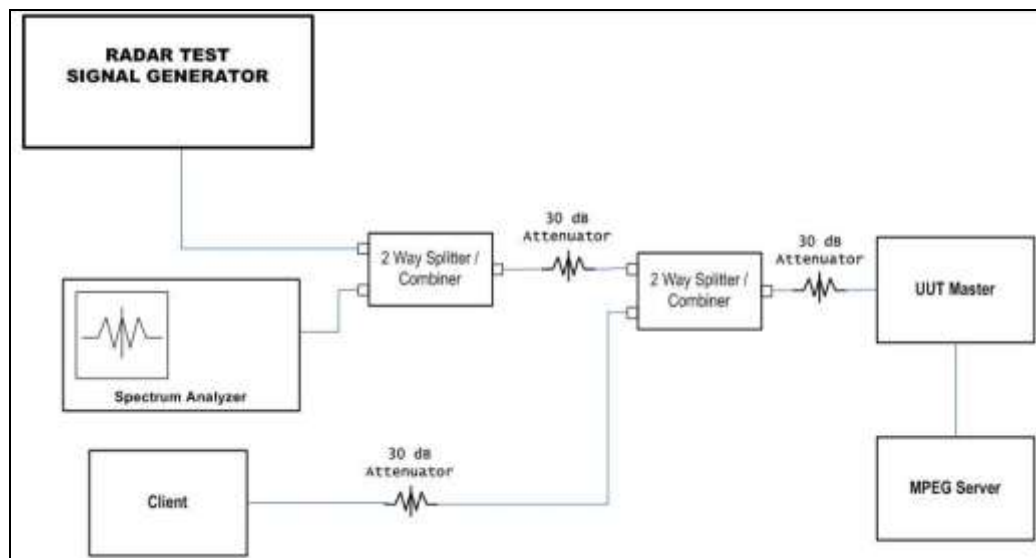 RADAR TEST
SIGNAL GENERATOR
30 dB
Attenuator
30 dB
Attenuator
2 Way Splitter /
Combiner
2 Way Splitter /
Combiner
UUT Master
Spectrum Analyzer
30 dB
Attenuator
Client
MPEG Server